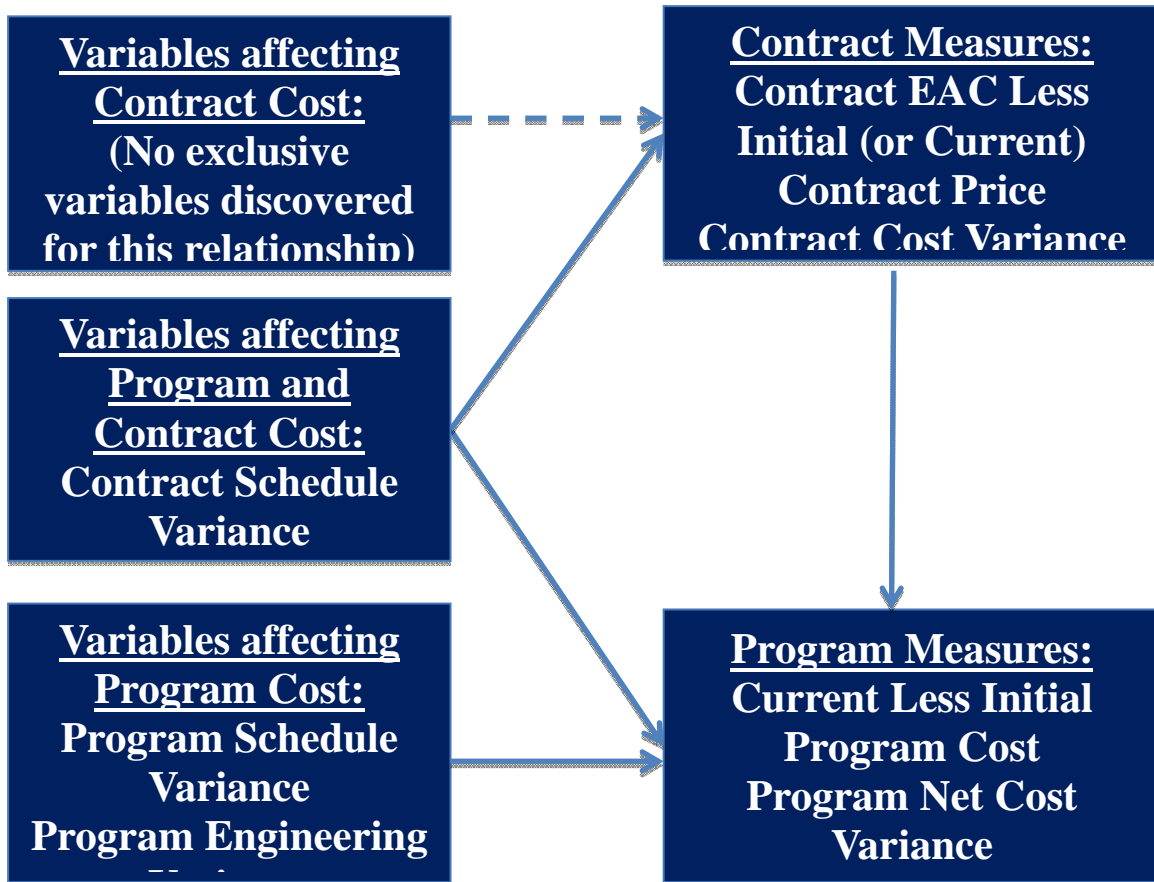 Variables affecting
Contract Cost:
(No exclusive
variables discovered
for this relationship)
Contract Measures:
Contract EAC Less
Initial (or Current)
Contract Price
Contract Cost Variance
Variables affecting
Program and
Contract Cost:
Contract Schedule
Variance
Variables affecting
Program Cost:
Program Schedule
Variance
Program Engineering
Program Measures:
Current Less Initial
Program Cost
Program Net Cost
Variance